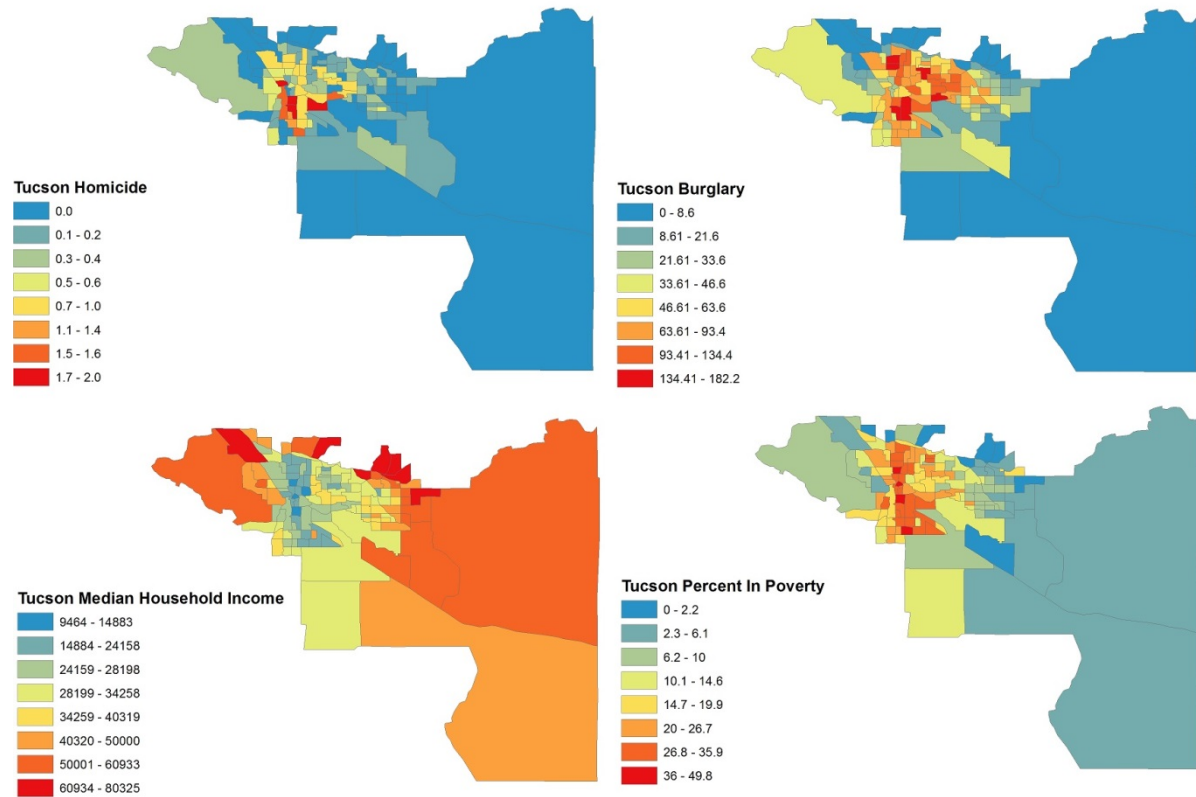 Tucson Homicide
0.0
0.1 - 0.2
0.3 - 0.4
0.5 - 0.6
0.7 - 1.0
1.1 - 1.4
1.5 - 1.6
1.7 - 2.0
Tucson Burglary
0 - 8.6
8.61 - 21.6
21.61 - 33.6
33.61 - 46.6
46.61 - 63.6
63.61 - 93.4
93.41 - 134.4
134.41 - 182.2
Tucson Median Household Income
9464 - 14883
14884 - 24158
24159 - 28198
28199 - 34258
34259 - 40319
40320 - 50000
50001 - 60933
60934 - 80325
Tucson Percent In Poverty
0 - 2.2
2.3 - 6.1
6.2 - 10
10.1 - 14.6
14.7 - 19.9
20 - 26.7
26.8 - 35.9
36 - 49.8